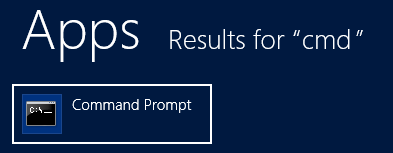 Apps Results for “cmd”
C:\_
Command Prompt